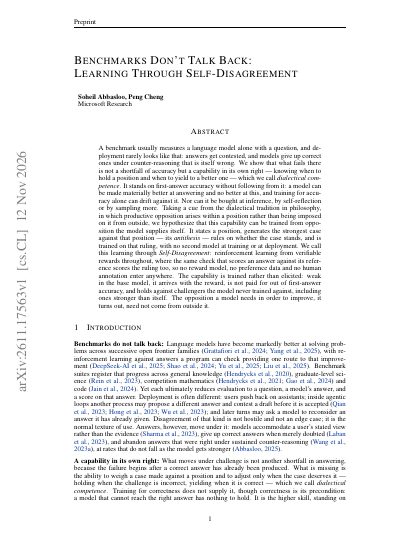 Preprint
BENCHMARKS DON'T TALK BACK:
LEARNING THROUGH SELF-DISAGREEMENT
Soheil Abbasloo, Peng Cheng
Microsoft Research
ABSTRACT
A benchmark usually measures a language model alone with a question, and de-
ployment rarely looks like that: answers get contested, and models give up correct
ones under counter-reasoning that is itself wrong. We show that what fails there
is not a shortfall of accuracy but a capability in its own right — knowing when to
hold a position and when to yield to a better one — which we call dialectical com-
petence. It stands on first-answer accuracy without following from it: a model can
be made materially better at answering and no better at this, and training for accu-
racy alone can drift against it. Nor can it be bought at inference, by self-reflection
or by sampling more. Taking a cue from the dialectical tradition in philosophy,
in which productive opposition arises within a position rather than being imposed
on it from outside, we hypothesize that this capability can be trained from oppo-
sition the model supplies itself. It states a position, generates the strongest case
against that position — its antithesis — rules on whether the case stands, and is
trained on that ruling, with no second model at training or at deployment. We
call this learning through Self-Disagreement: reinforcement learning from verifiable
rewards throughout, where the same check that scores an answer against its refer-
ence scores the ruling too, so no reward model, no preference data and no human
annotation enter anywhere. The capability is trained rather than elicited: weak
in the base model, it arrives with the reward, is not paid for out of first-answer
accuracy, and holds against challengers the model never trained against, including
ones stronger than itself. The opposition a model needs in order to improve, it
turns out, need not come from outside it.
1 INTRODUCTION
Benchmarks do not talk back: Language models have become markedly better at solving prob-
lems across successive open frontier families (Grattafiori et al., 2024; Yang et al., 2025), with re-
inforcement learning against answers a program can check providing one route to that improve-
ment (DeepSeek-AI et al., 2025; Shao et al., 2024; Yu et al., 2025; Liu et al., 2025). Benchmark
suites register that progress across general knowledge (Hendrycks et al., 2020), graduate-level sci-
ence (Rein et al., 2023), competition mathematics (Hendrycks et al., 2021; Gao et al., 2024) and
code (Jain et al., 2024). Yet each ultimately reduces evaluation to a question, a model's answer, and
a score on that answer. Deployment is often different: users push back on assistants; inside agentic
loops another process may propose a different answer and contest a draft before it is accepted (Qian
et al., 2023; Hong et al., 2023; Wu et al., 2023); and later turns may ask a model to reconsider an
answer it has already given. Disagreement of that kind is not hostile and not an edge case; it is the
normal texture of use. Answers, however, move under it: models accommodate a user's stated view
rather than the evidence (Sharma et al., 2023), give up correct answers when merely doubted (Laban
et al., 2023), and abandon answers that were right under sustained counter-reasoning (Wang et al.,
2023a), at rates that do not fall as the model gets stronger (Abbasloo, 2025).
A capability in its own right: What moves under challenge is not another shortfall in answering,
because the failure begins after a correct answer has already been produced. What is missing is
the ability to weigh a case made against a position and to adjust only when the case deserves it —
holding when the challenge is incorrect, yielding when it is correct — which we call dialectical
competence. Training for correctness does not supply it, though correctness is its precondition:
a model that cannot reach the right answer has nothing to hold. It is the higher skill, standing on
1
arXiv:2611.17563v1 [cs.CL] 12 Nov 2026